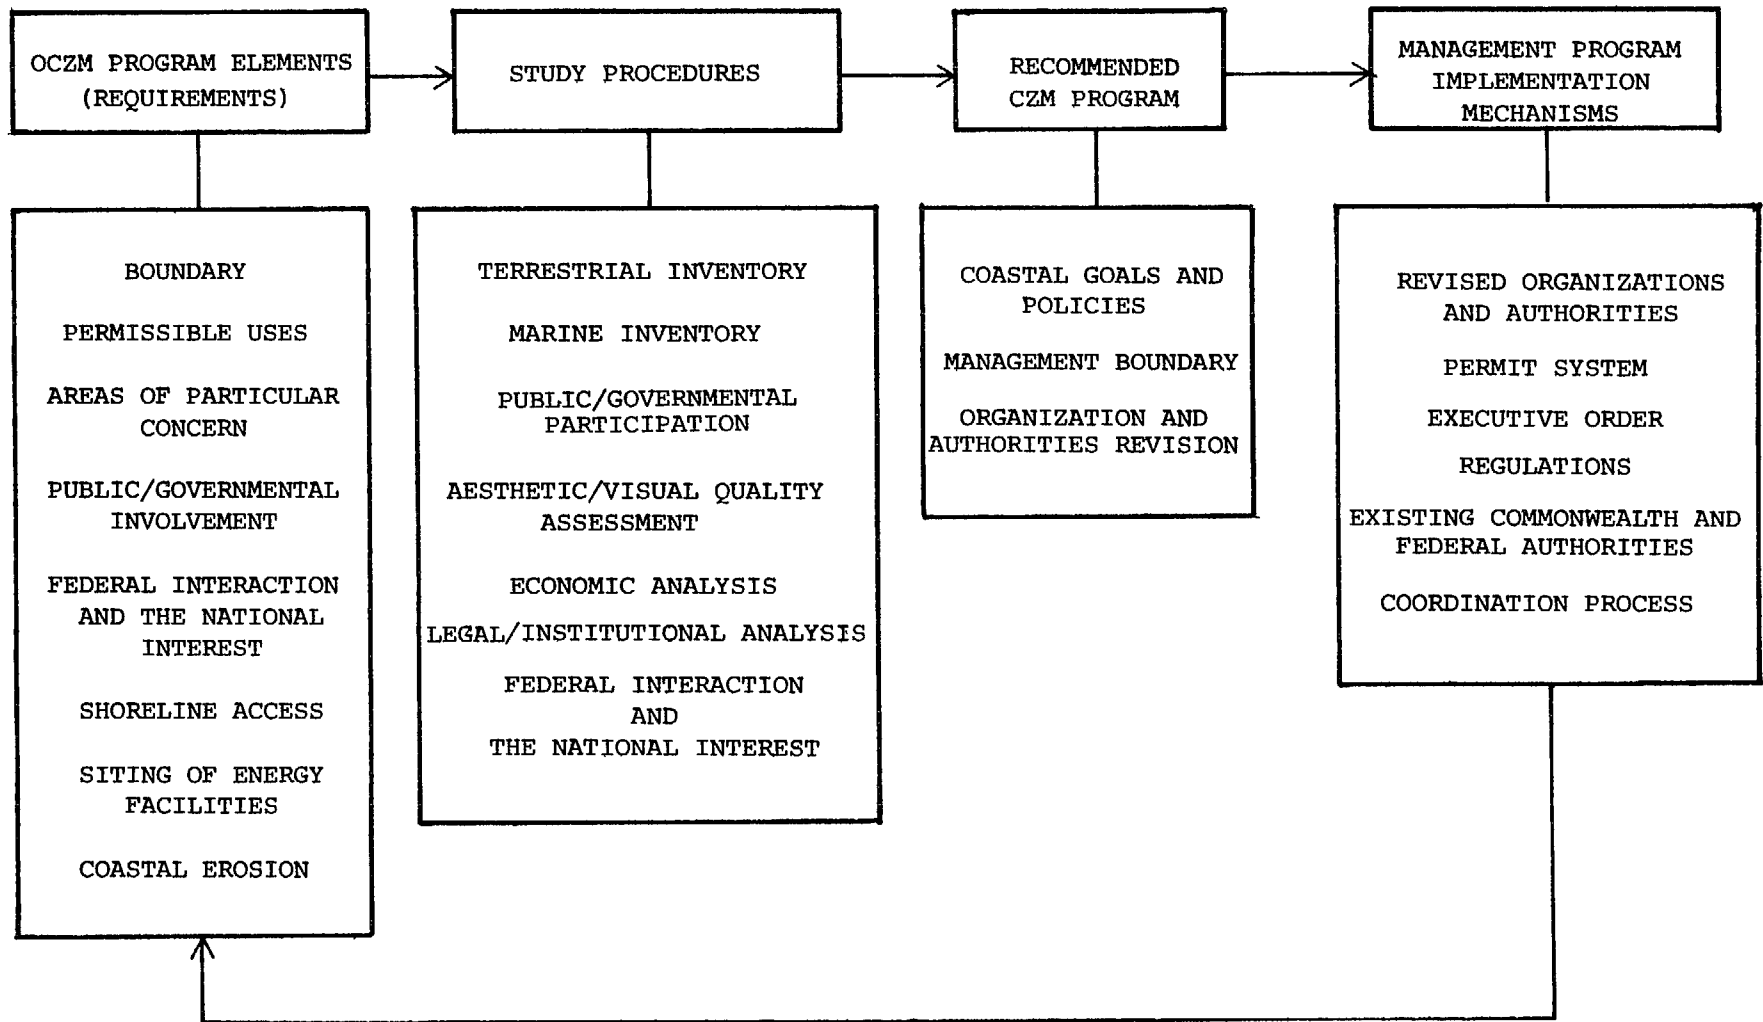 OCZM PROGRAM ELEMENTS
(REQUIREMENTS)
STUDY PROCEDURES
RECOMMENDED
CZM PROGRAM
MANAGEMENT PROGRAM
IMPLEMENTATION
MECHANISMS
BOUNDARY
PERMISSIBLE USES
AREAS OF PARTICULAR
CONCERN
PUBLIC/GOVERNMENTAL
INVOLVEMENT
FEDERAL INTERACTION
AND THE NATIONAL
INTEREST
SHORELINE ACCESS
SITING OF ENERGY
FACILITIES
COASTAL EROSION
TERRESTRIAL INVENTORY
MARINE INVENTORY
PUBLIC/GOVERNMENTAL
PARTICIPATION
AESTHETIC/VISUAL QUALITY
ASSESSMENT
ECONOMIC ANALYSIS
LEGAL/INSTITUTIONAL ANALYSIS
FEDERAL INTERACTION
AND
THE NATIONAL INTEREST
COASTAL GOALS AND
POLICIES
MANAGEMENT BOUNDARY
ORGANIZATION AND
AUTHORITIES REVISION
REVISED ORGANIZATIONS
AND AUTHORITIES
PERMIT SYSTEM
EXECUTIVE ORDER
REGULATIONS
EXISTING COMMONWEALTH AND
FEDERAL AUTHORITIES
COORDINATION PROCESS